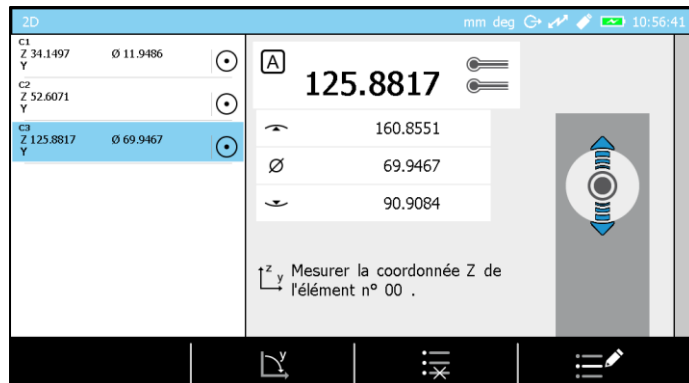 2D
mm deg
10:56:41
C1
Z 34.1497 Ø 11.9486
Y
C2
Z 52.6071
Y
C3
Z 125.8817 Ø 69.9467
Y
A
125.8817
160.8551
Ø 69.9467
90.9084
z
y
Mesurer la coordonnée Z de
l'élément n° 00 .
y